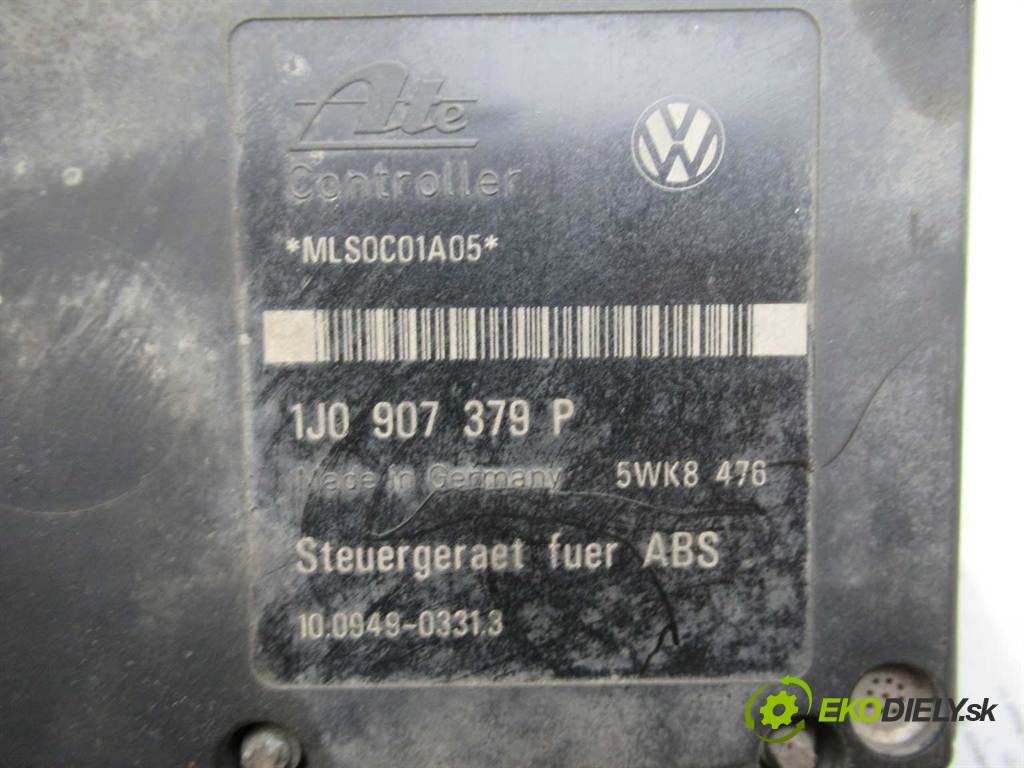 Ate
Controller
*MLS0C01A05*
1J0 907 379 P
Made in Germany 5WK8 476
Steuergeraet fuer ABS
10.0949-0331.3
EKODIELY.sk